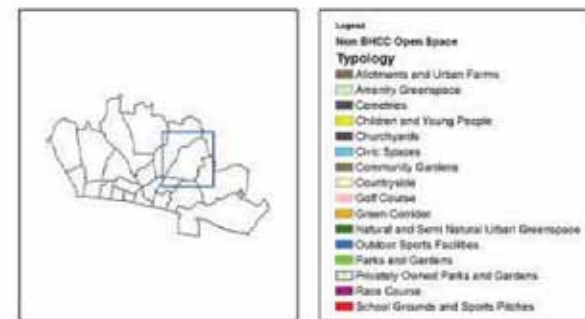 Legend
Non BHCC Open Space
Typology
Allotments and Urban Farms
Amenity Greenspace
Cemetries
Children and Young People
Churchyards
Civic Spaces
Community Gardens
Countryside
Golf Course
Green Corridor
Natural and Semi Natural Urban Greenspace
Outdoor Sports Facilities
Parks and Gardens
Privately Owned Parks and Gardens
Race Course
School Grounds and Sports Pitches